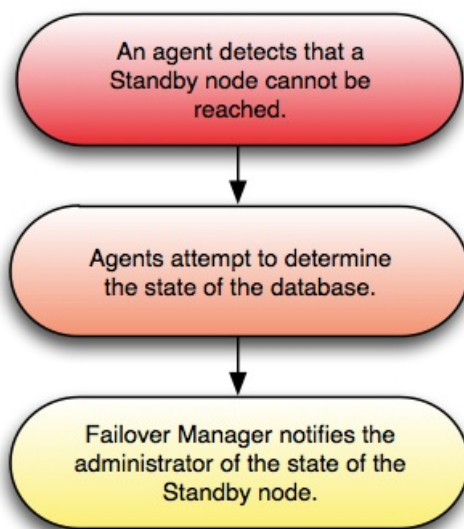 An agent detects that a
Standby node cannot be
reached.
Agents attempt to determine
the state of the database.
Failover Manager notifies the
administrator of the state of the
Standby node.